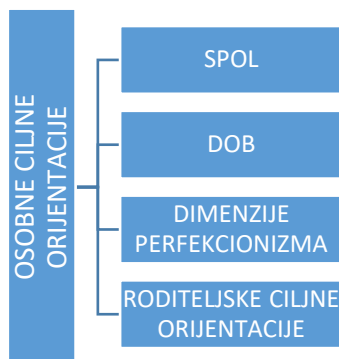 OSOBNE CILJNE
ORIJENTACIJE
SPOL
DOB
DIMENZIJE
PERFEKCIONIZMA
RODITELJSKE CILJNE
ORIJENTACIJE